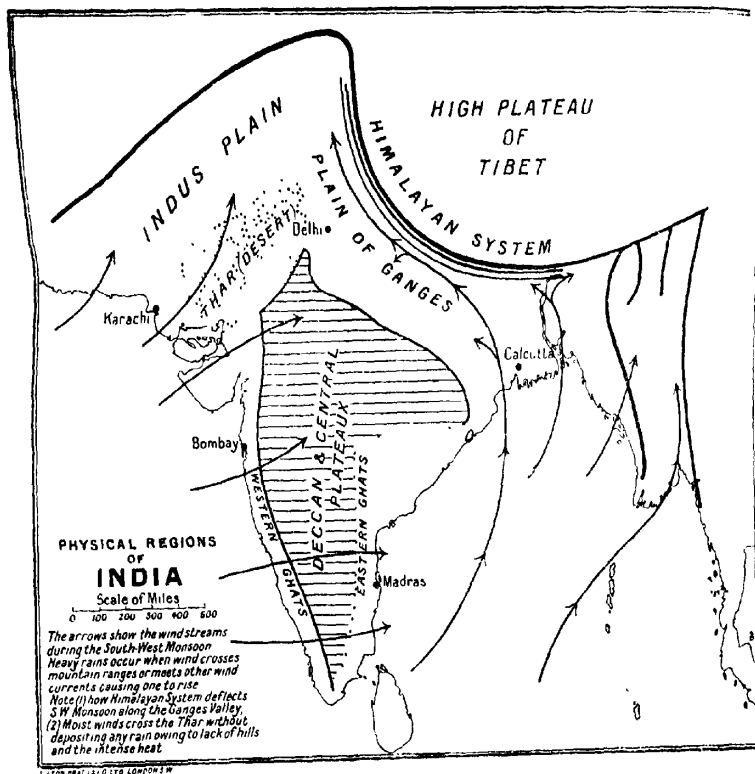 HIGH PLATEAU
OF
TIBET
HIMALAYAN SYSTEM
INDUS PLAIN
PLAIN OF GANGES
THAR (DESERT)
Delhi
Karachi
Calcutta
DECCAN & CENTRAL
PLATEAUX
Bombay
WESTERN GHATS
EASTERN GHATS
Madras
PHYSICAL REGIONS
OF
INDIA
Scale of Miles
0 100 200 300 400 600
The arrows show the wind streams
during the South-West Monsoon
Heavy rains occur when wind crosses
mountain ranges or meets other wind
currents causing one to rise
Note (1) how Himalayan System deflects
S W Monsoon along the Ganges Valley,
(2) Moist winds cross the Thar without
depositing any rain owing to lack of hills
and the intense heat
LTD LONDON S W